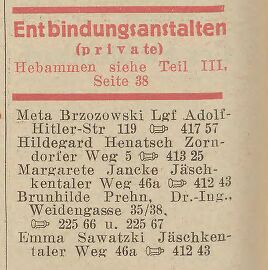 Entbindungsanstalten
(private)
Hebammen siehe Teil III,
Seite 38
Meta Brzozowski Lgf Adolf-
Hitler-Str 119 417 57
Hildegard Henatsch Zorn-
dorfer Weg 5 413 25
Margarete Jancke Jäsch-
kentaler Weg 46a 412 43
Brunhilde Prehn, Dr.-Ing.,
Weidengasse 35/38,
225 66 u. 225 67
Emma Sawatzki Jäschken-
taler Weg 46a 412 43